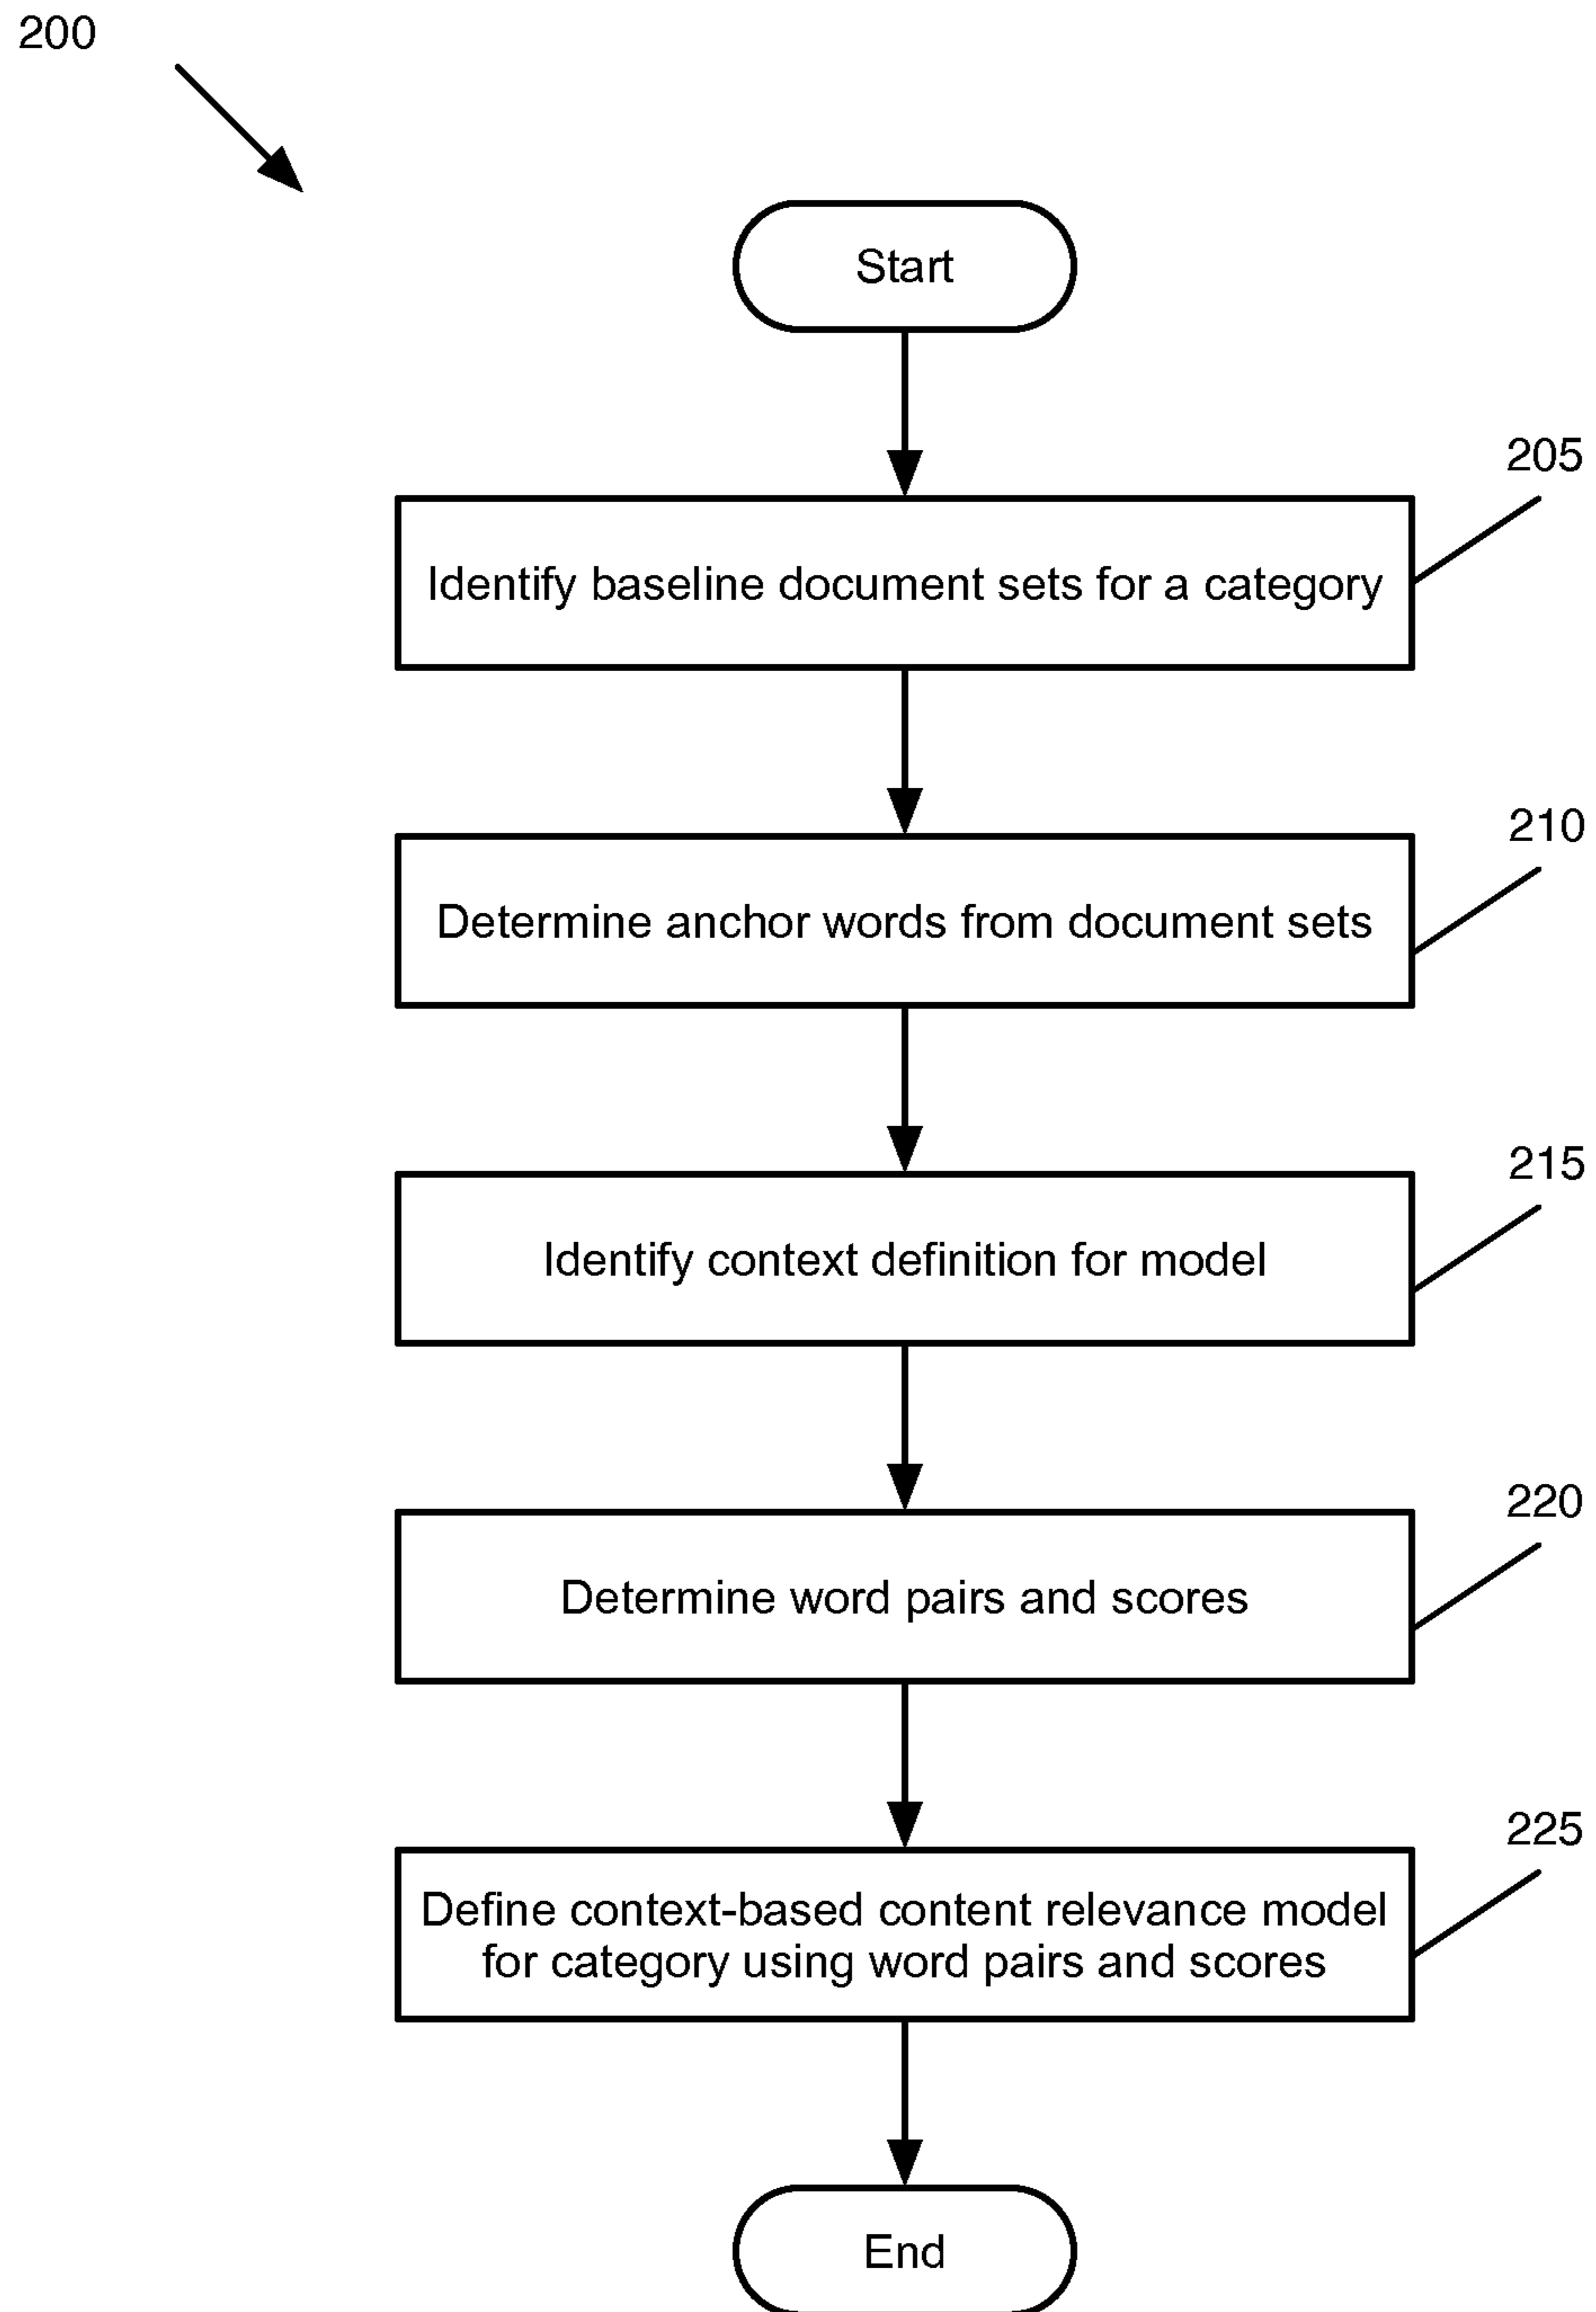 200
Start
205
Identify baseline document sets for a category
210
Determine anchor words from document sets
215
Identify context definition for model
220
Determine word pairs and scores
225
Define context-based content relevance model
for category using word pairs and scores
End